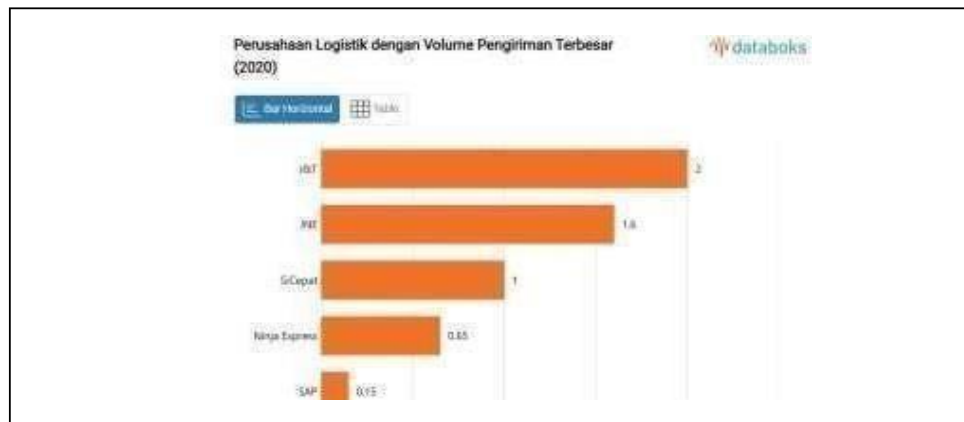 Perusahaan Logistik dengan Volume Pengiriman Terbesar
(2020)
databoks
Bar Horizontal Table
J&T 2
JNE 1.6
SiCepat 1
Ninja Express 0.65
SAP 0.15